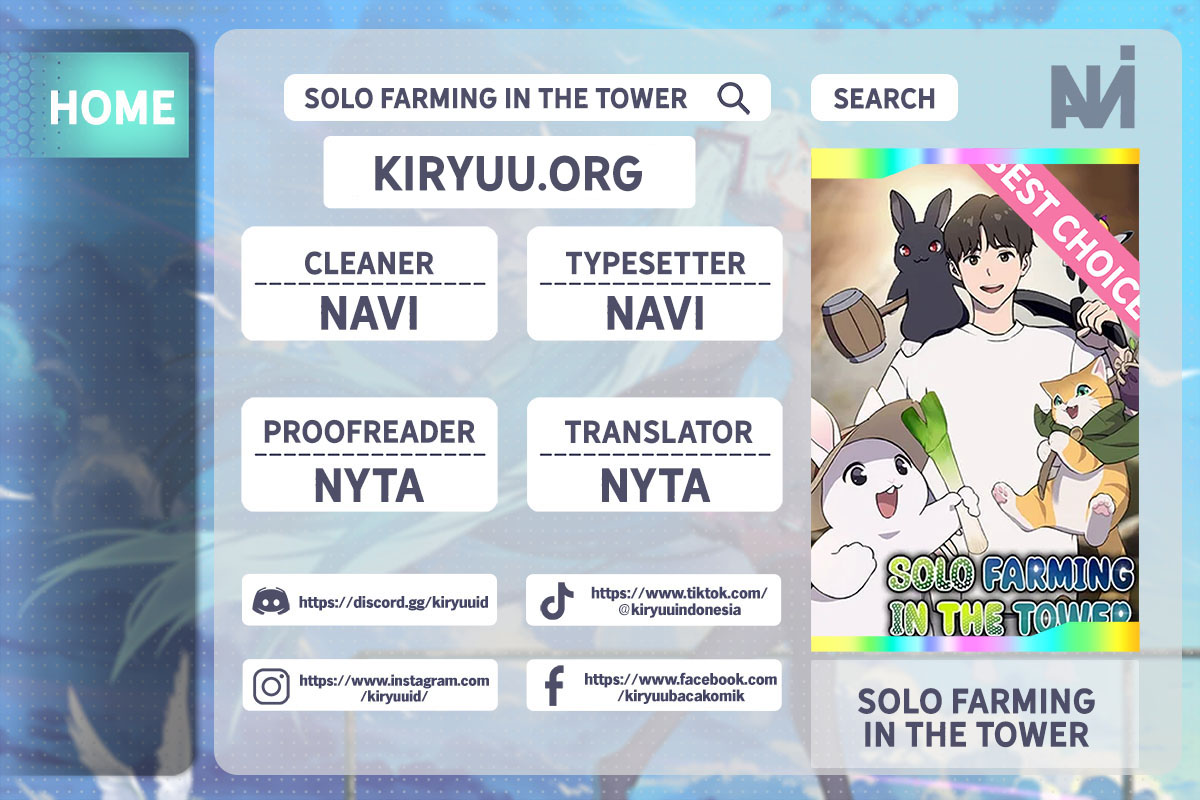 HOME
SOLO FARMING IN THE TOWER
SEARCH
NVi
KIRYUU.ORG
CLEANER
NAVI
TYPESETTER
NAVI
PROOFREADER
NYTA
TRANSLATOR
NYTA
https://discord.gg/kiryuuid
https://www.tiktok.com/
@kiryuuindonesia
https://www.instagram.com
/kiryuuid/
https://www.facebook.com
/kiryuubacakomik
BEST CHOICE
SOLO FARMING
IN THE TOWER
SOLO FARMING
IN THE TOWER